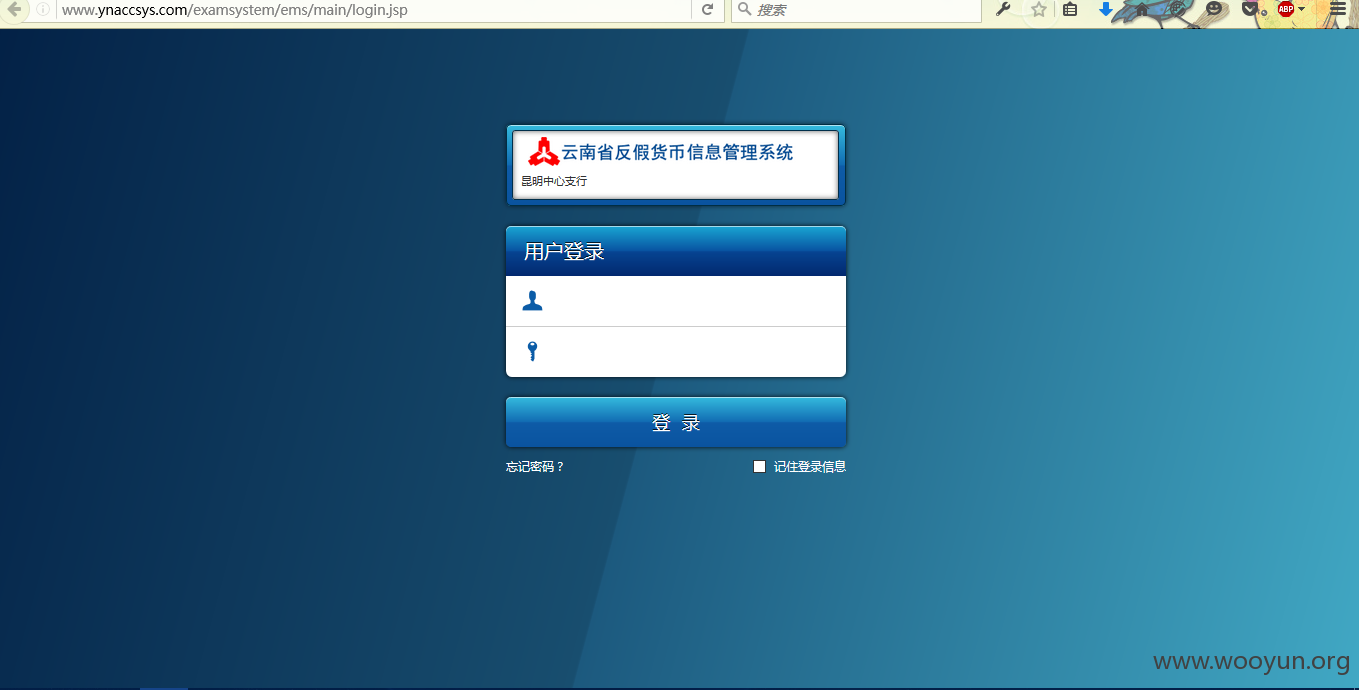 www.ynaccsys.com/examsystem/ems/main/login.jsp
搜索
ABP
云南省反假货币信息管理系统
昆明中心支行
用户登录
登 录
忘记密码？
记住登录信息
www.wooyun.org